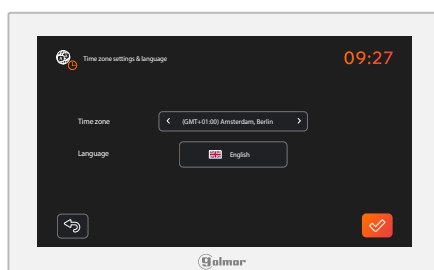 Time zone settings & language
09:27
Time zone
(GMT+01:00) Amsterdam, Berlin
Language
English
golmar